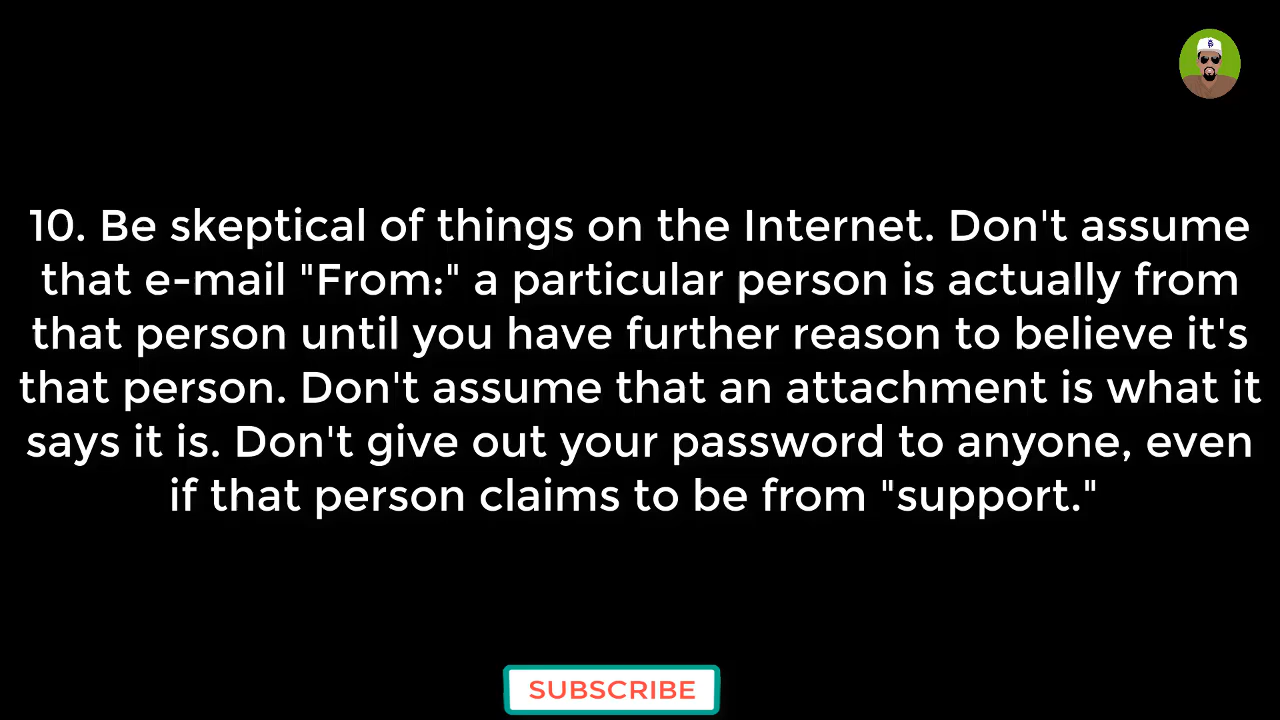 10. Be skeptical of things on the Internet. Don't assume
that e-mail "From:" a particular person is actually from
that person until you have further reason to believe it's
that person. Don't assume that an attachment is what it
says it is. Don't give out your password to anyone, even
if that person claims to be from "support."
SUBSCRIBE